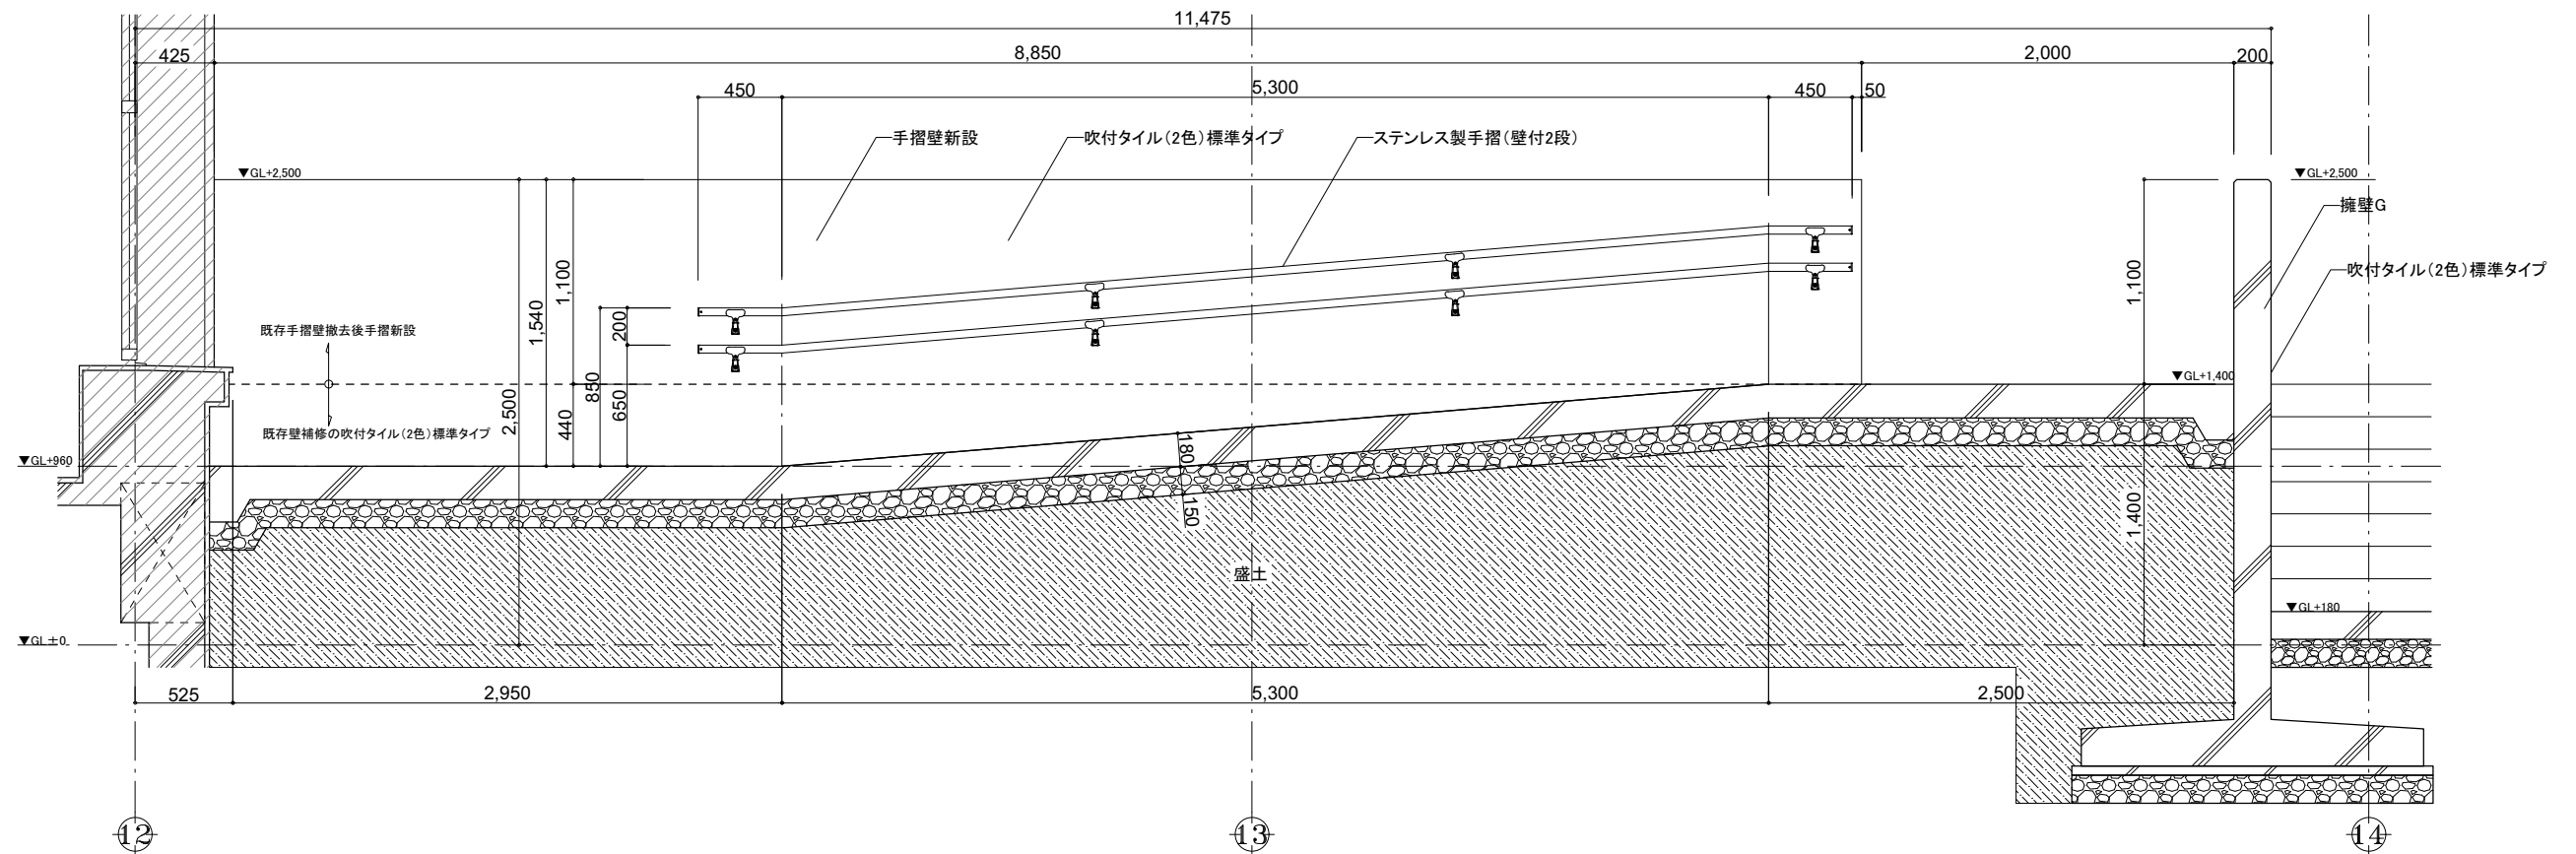 11,475
425
8,850
2,000
200
450
5,300
450
50
手摺壁新設
吹付タイル(2色)標準タイプ
ステンレス製手摺(壁付2段)
▼GL+2,500
▼GL+2,500
擁壁G
吹付タイル(2色)標準タイプ
1,100
1,540
1,100
200
既存手摺壁撤去後手摺新設
850
650
2,500
440
▼GL+1,400
既存壁補修の吹付タイル(2色)標準タイプ
180
▼GL+960
150
1,400
盛土
▼GL+180
▼GL±0
525
2,950
5,300
2,500
12
13
14